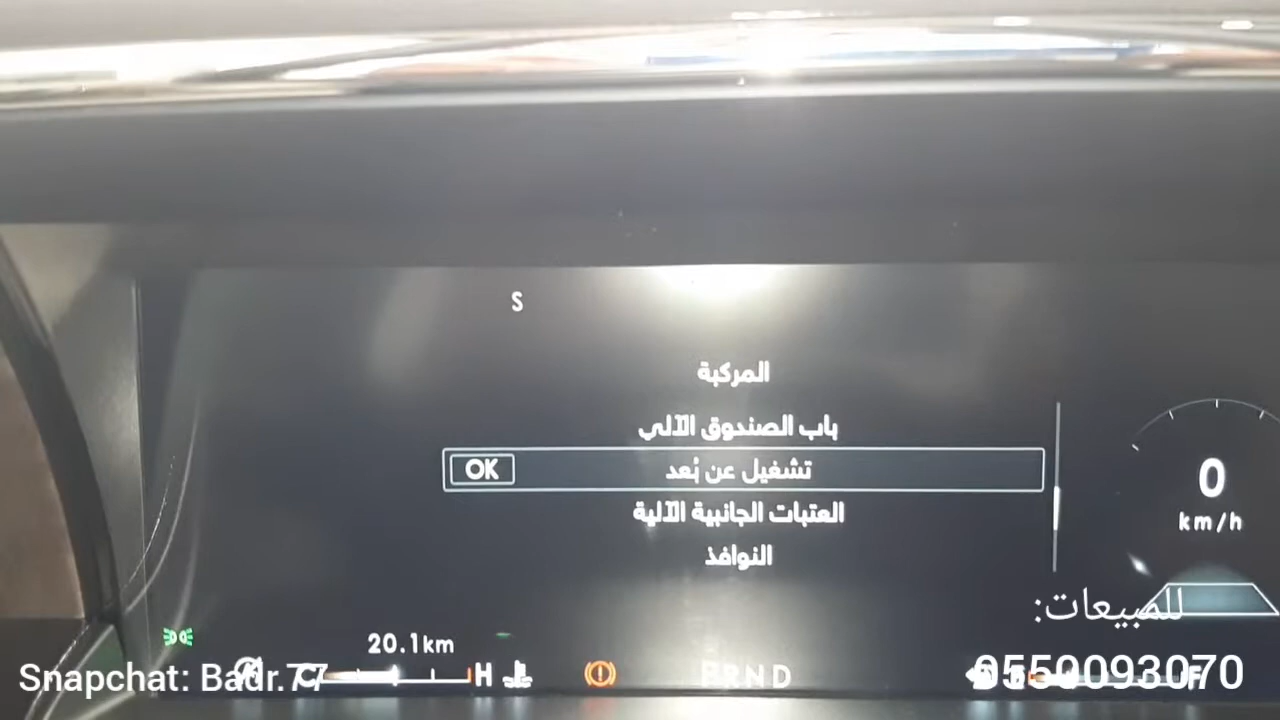 S
المركبة
باب الصندوق الآلي
OK تشغيل عن بُعد
العتبات الجانبية الآلية
النوافذ
0
km/h
للمبيعات:
20.1km
Snapchat: Badr.77
C H
PRND
F
0550093070